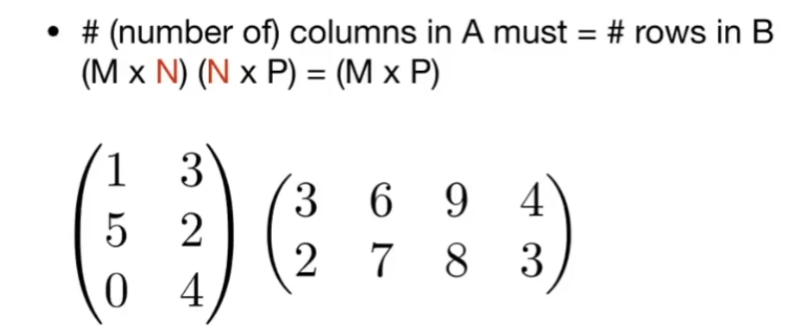 • # (number of) columns in A must = # rows in B
(M x N) (N x P) = (M x P)
1 3
5 2
0 4
3 6 9 4
2 7 8 3